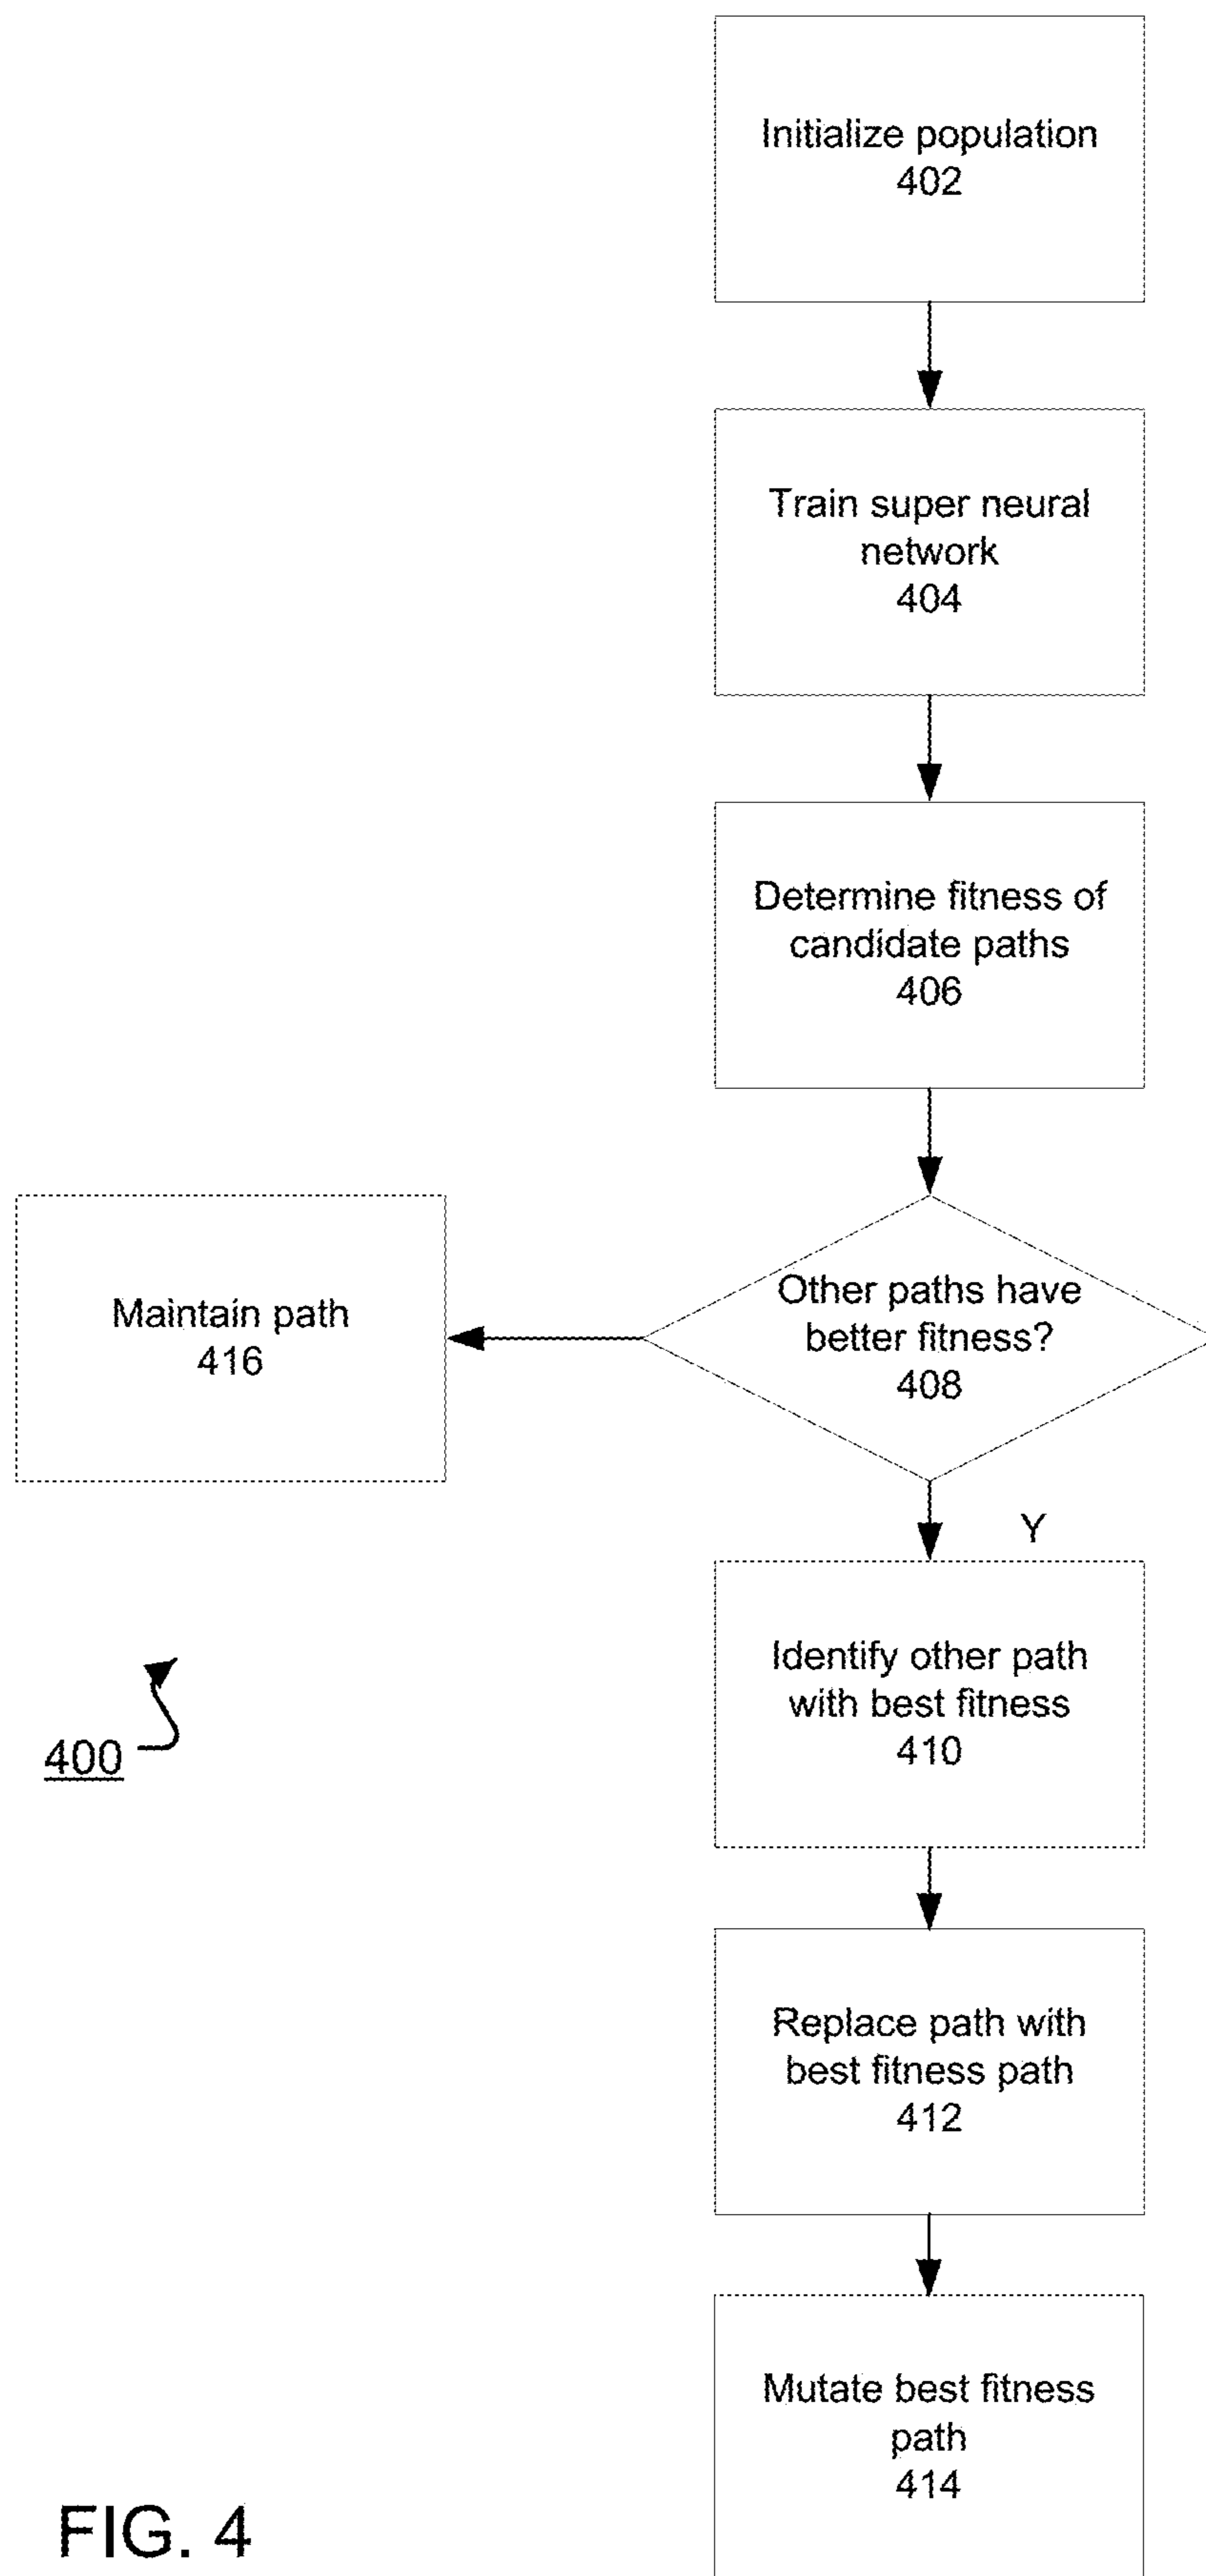 Initialize population
402
Train super neural
network
404
Determine fitness of
candidate paths
406
Other paths have
better fitness?
408
Maintain path
416
Y
Identify other path
with best fitness
410
400
Replace path with
best fitness path
412
Mutate best fitness
path
414
FIG. 4